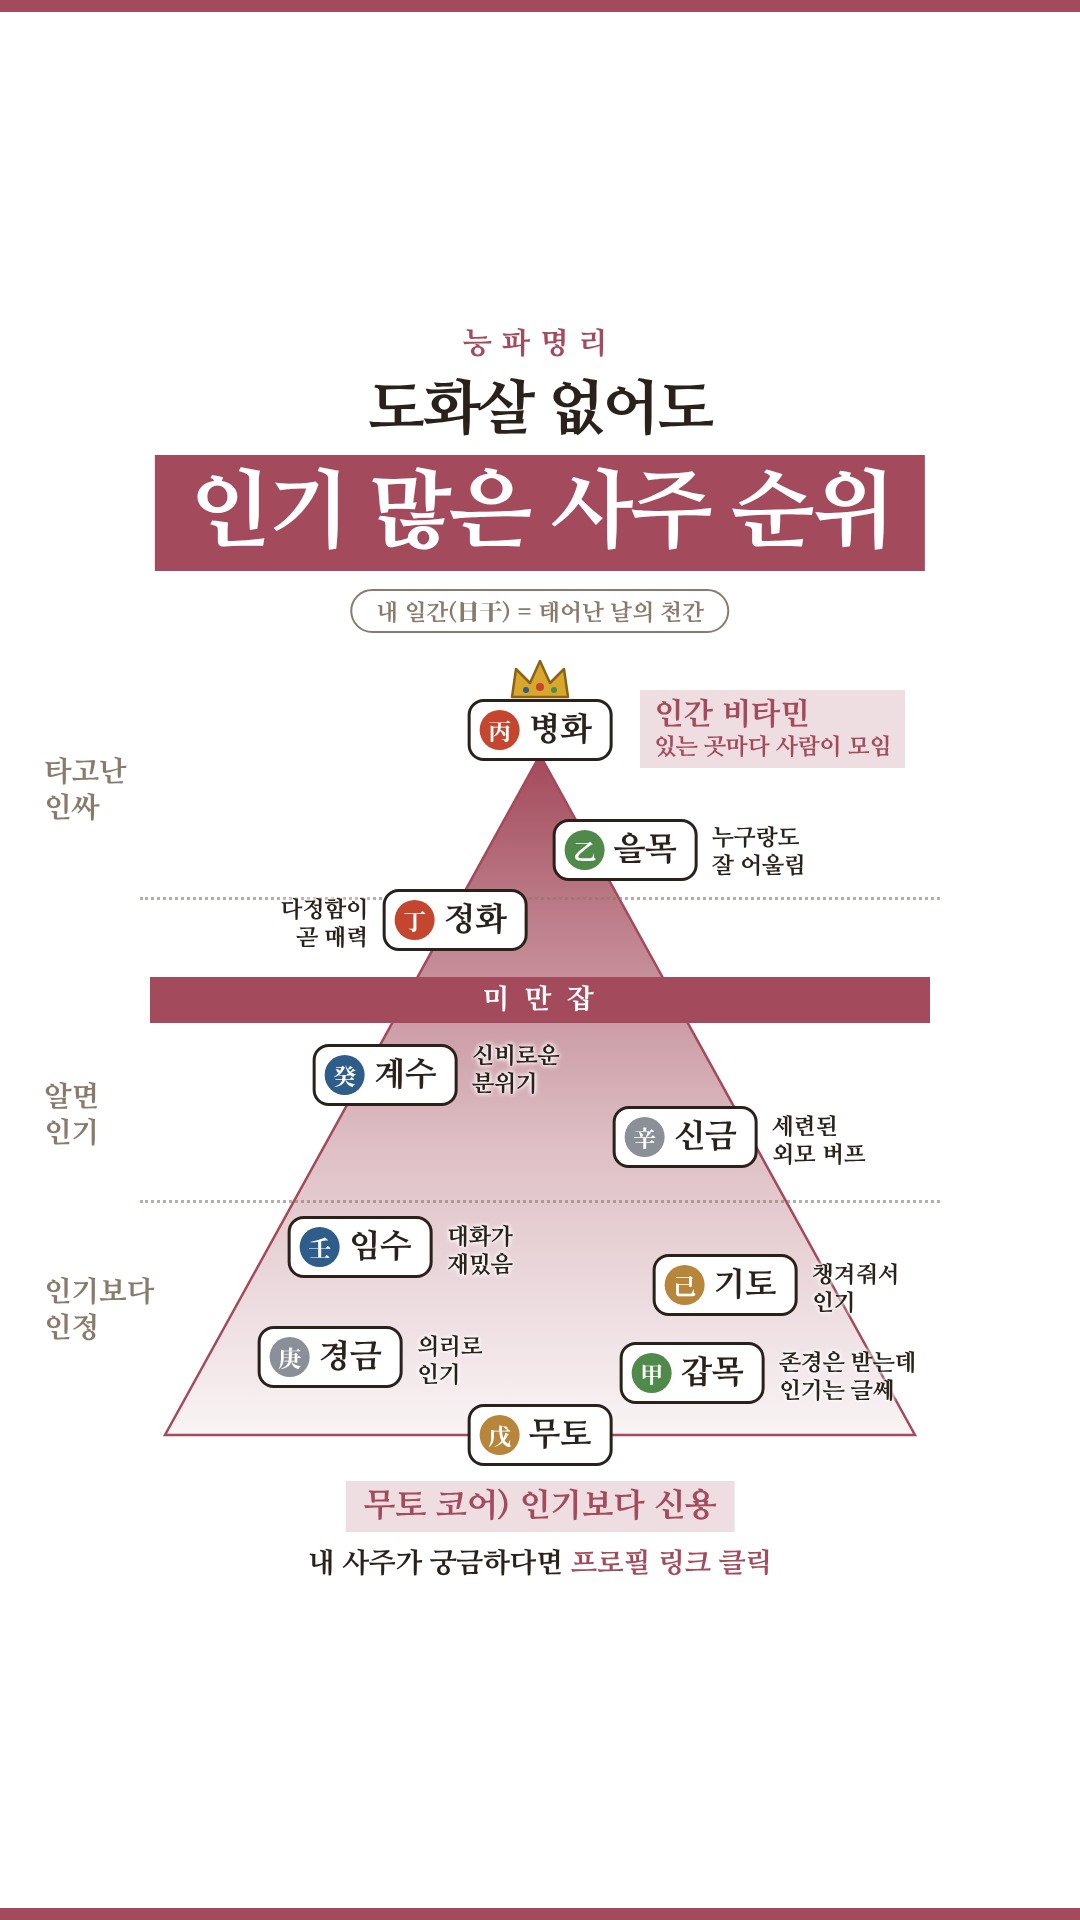 능파명리
도화살 없어도
인기 많은 사주 순위
내 일간(日干) = 태어난 날의 천간
丙 병화
인간 비타민
있는 곳마다 사람이 모임
타고난
인싸
乙 을목
누구랑도
잘 어울림
다정함이
곧 매력
丁 정화
미만잡
癸 계수
신비로운
분위기
알면
인기
辛 신금
세련된
외모 버프
壬 임수
대화가
재밌음
己 기토
챙겨줘서
인기
인기보다
인정
庚 경금
의리로
인기
甲 갑목
존경은 받는데
인기는 글쎄
戊 무토
무토 코어) 인기보다 신용
내 사주가 궁금하다면 프로필 링크 클릭